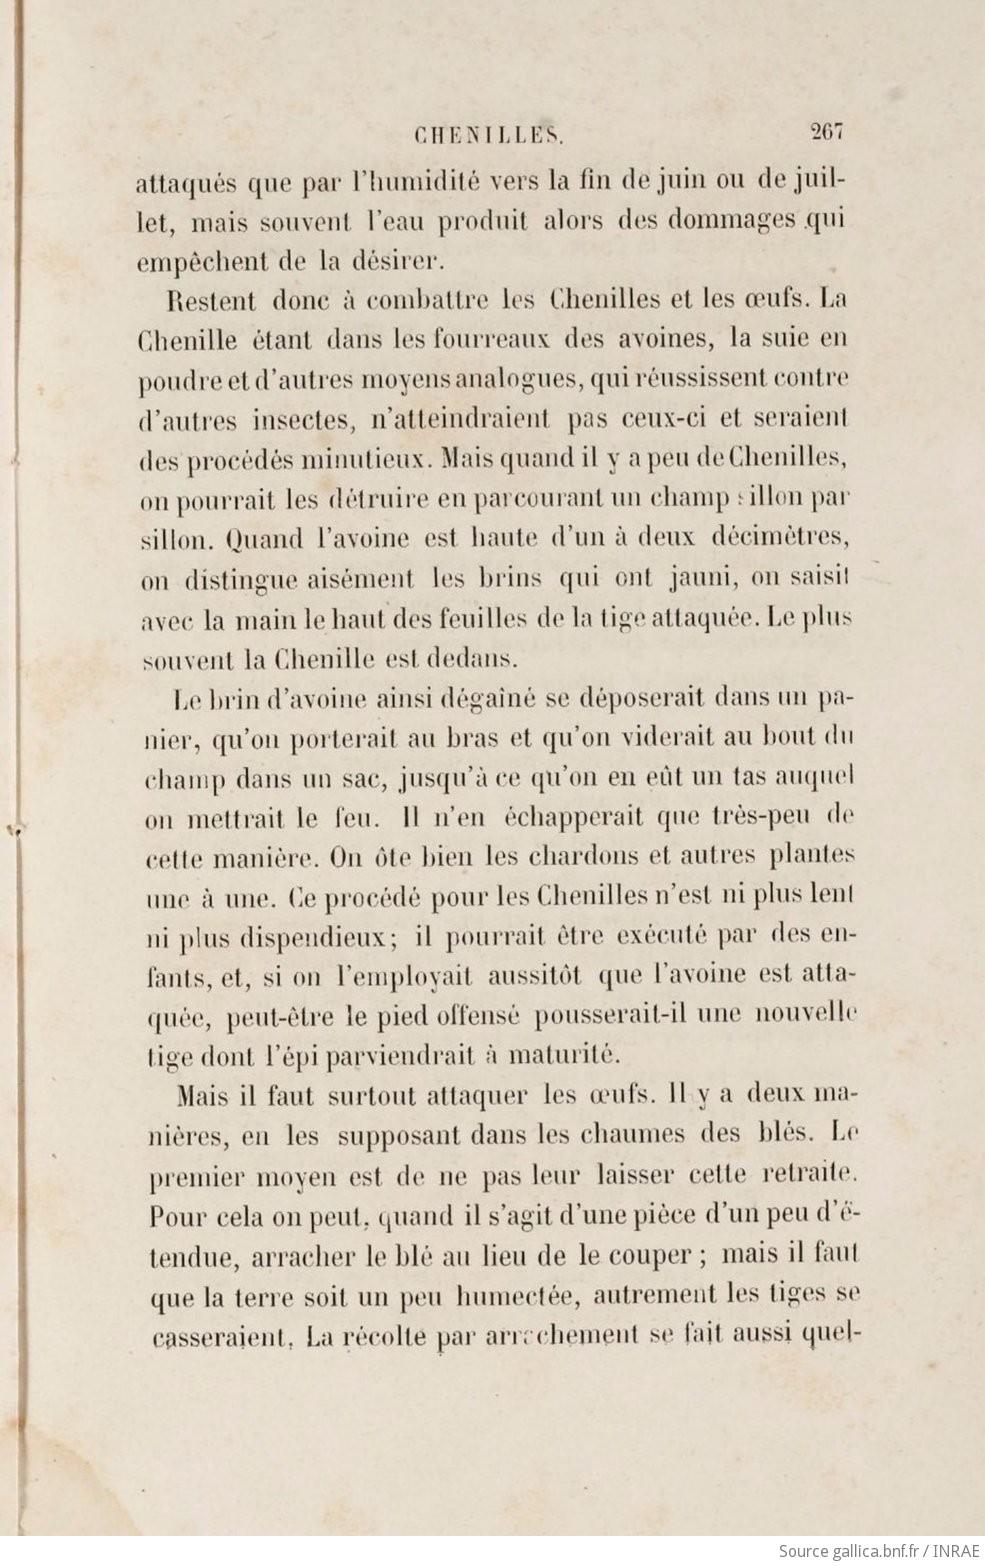 CHENILLES. 267
attaqués que par l'humidité vers la fin de juin ou de juil-
let, mais souvent l'eau produit alors des dommages qui
empêchent de la désirer.
Restent donc à combattre les Chenilles et les œufs. La
Chenille étant dans les fourreaux des avoines, la suie en
poudre et d'autres moyens analogues, qui réussissent contre
d'autres insectes, n'atteindraient pas ceux-ci et seraient
des procédés minutieux. Mais quand il y a peu de Chenilles,
on pourrait les détruire en parcourant un champ sillon par
sillon. Quand l'avoine est haute d'un à deux décimètres,
on distingue aisément les brins qui ont jauni, on saisit
avec la main le haut des feuilles de la tige attaquée. Le plus
souvent la Chenille est dedans.
Le brin d'avoine ainsi dégaîné se déposerait dans un pa-
nier, qu'on porterait au bras et qu'on viderait au bout du
champ dans un sac, jusqu'à ce qu'on en eût un tas auquel
on mettrait le feu. Il n'en échapperait que très-peu de
cette manière. On ôte bien les chardons et autres plantes
une à une. Ce procédé pour les Chenilles n'est ni plus lent
ni plus dispendieux; il pourrait être exécuté par des en-
fants, et, si on l'employait aussitôt que l'avoine est atta-
quée, peut-être le pied offensé pousserait-il une nouvelle
tige dont l'épi parviendrait à maturité.
Mais il faut surtout attaquer les œufs. Il y a deux ma-
nières, en les supposant dans les chaumes des blés. Le
premier moyen est de ne pas leur laisser cette retraite.
Pour cela on peut, quand il s'agit d'une pièce d'un peu d'é-
tendue, arracher le blé au lieu de le couper; mais il faut
que la terre soit un peu humectée, autrement les tiges se
casseraient. La récolte par arrachement se fait aussi quel-
Source gallica.bnf.fr / INRAE